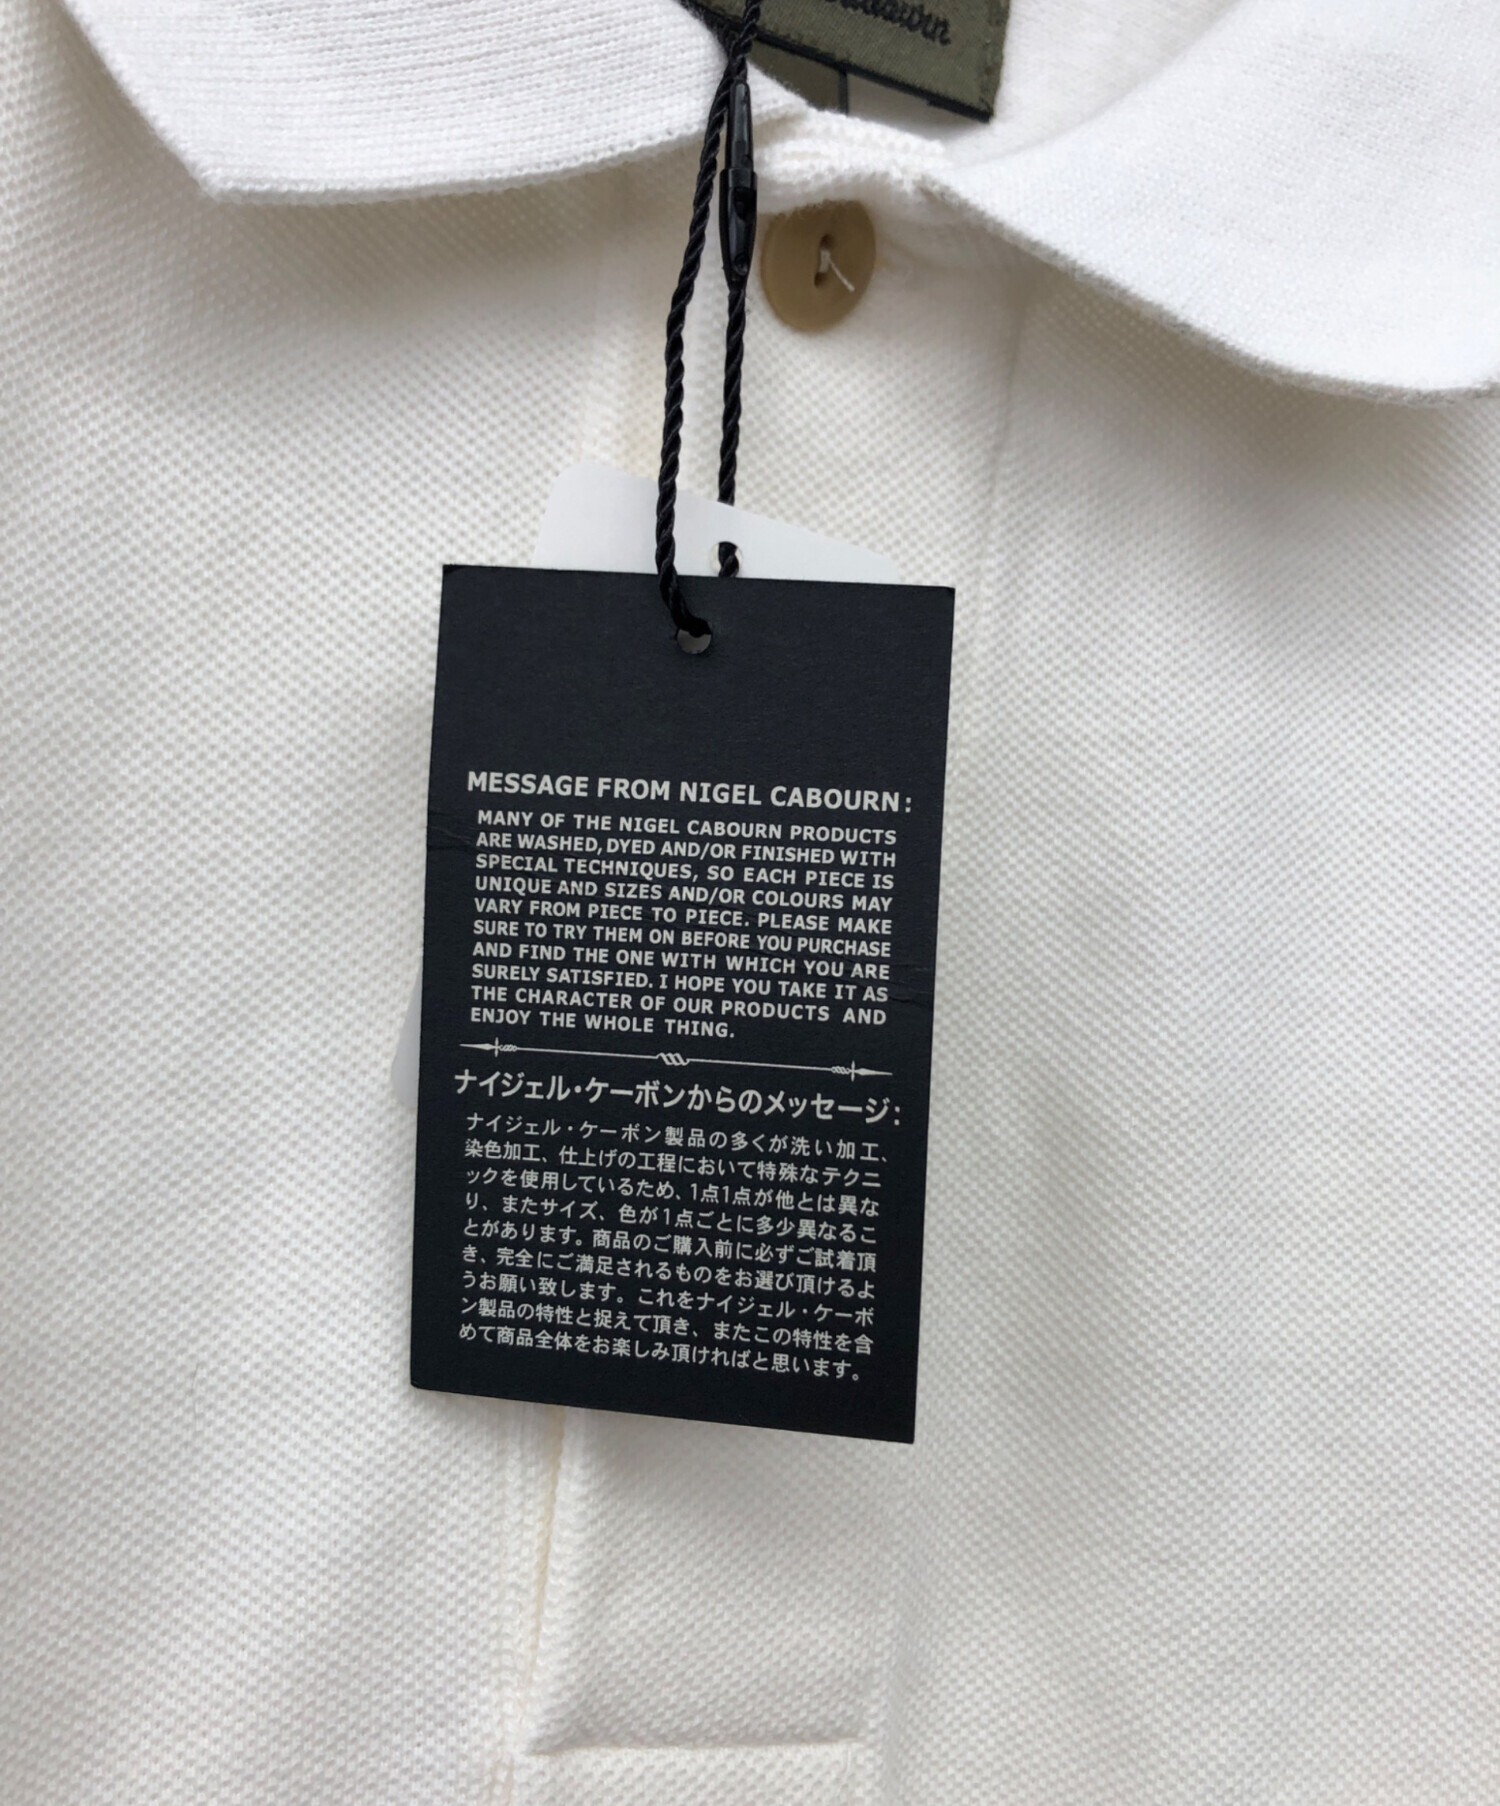 MESSAGE FROM NIGEL CABOURN:
MANY OF THE NIGEL CABOURN PRODUCTS
ARE WASHED, DYED AND/OR FINISHED WITH
SPECIAL TECHNIQUES, SO EACH PIECE IS
UNIQUE AND SIZES AND/OR COLOURS MAY
VARY FROM PIECE TO PIECE. PLEASE MAKE
SURE TO TRY THEM ON BEFORE YOU PURCHASE
AND FIND THE ONE WITH WHICH YOU ARE
SURELY SATISFIED. I HOPE YOU TAKE IT AS
THE CHARACTER OF OUR PRODUCTS AND
ENJOY THE WHOLE THING.
ナイジェル・ケーボンからのメッセージ:
ナイジェル・ケーボン製品の多くが洗い加工、
染色加工、仕上げの工程において特殊なテクニ
ックを使用しているため、1点1点が他とは異な
り、またサイズ、色が1点ごとに多少異なるこ
とがあります。商品のご購入前に必ずご試着頂
き、完全にご満足されるものをお選び頂けるよ
うお願い致します。これをナイジェル・ケーボ
ン製品の特性と捉えて頂き、またこの特性を含
めて商品全体をお楽しみ頂ければと思います。